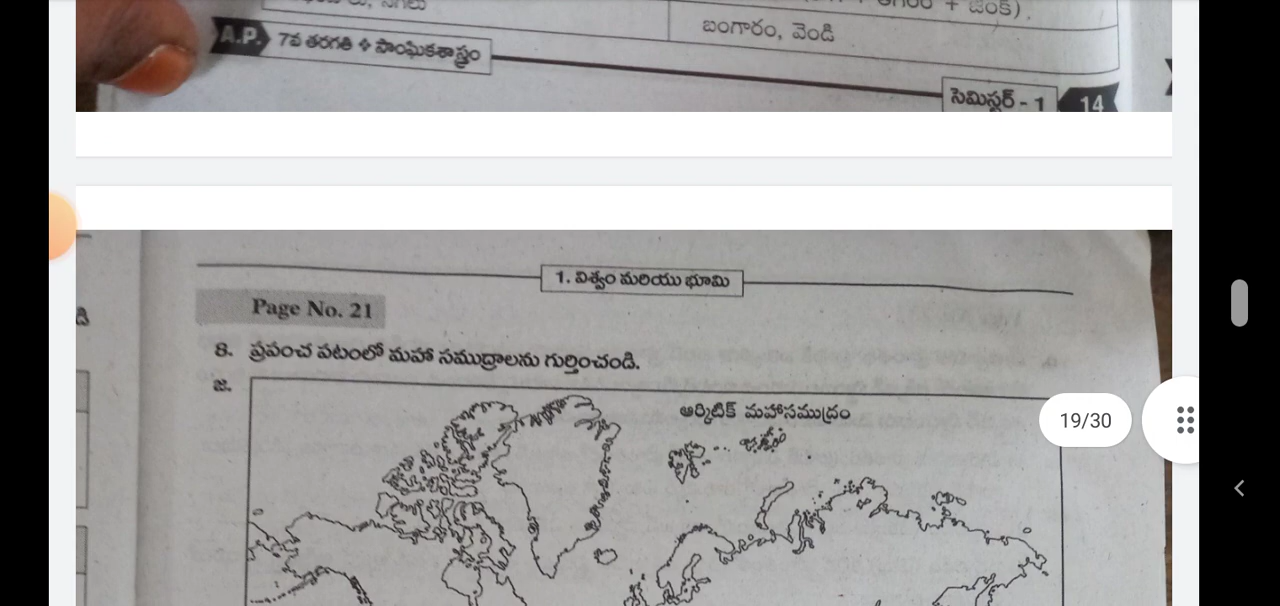 బంగారం, వెండి
A.P. 7వ తరగతి ❖ సాంఘికశాస్త్రం
సెమిస్టర్ - 1 14
1. విశ్వం మరియు భూమి
Page No. 21
8. ప్రపంచ పటంలో మహా సముద్రాలను గుర్తించండి.
జ.
ఆర్కిటిక్ మహాసముద్రం
19/30